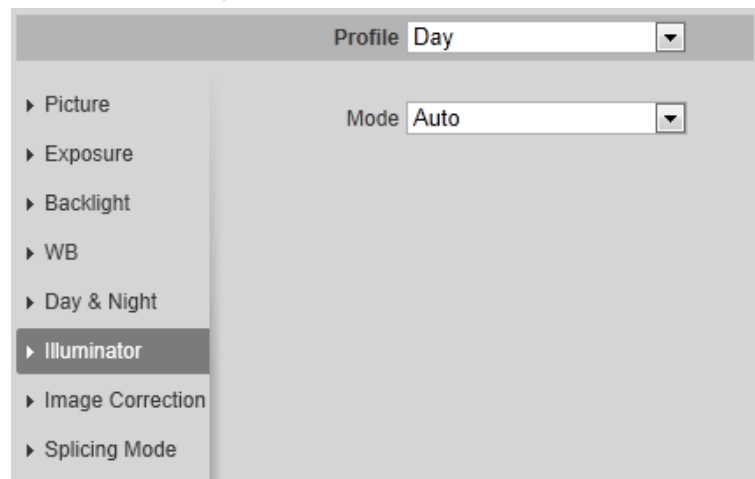 Profile Day
Picture
Mode Auto
Exposure
Backlight
WB
Day & Night
Illuminator
Image Correction
Splicing Mode